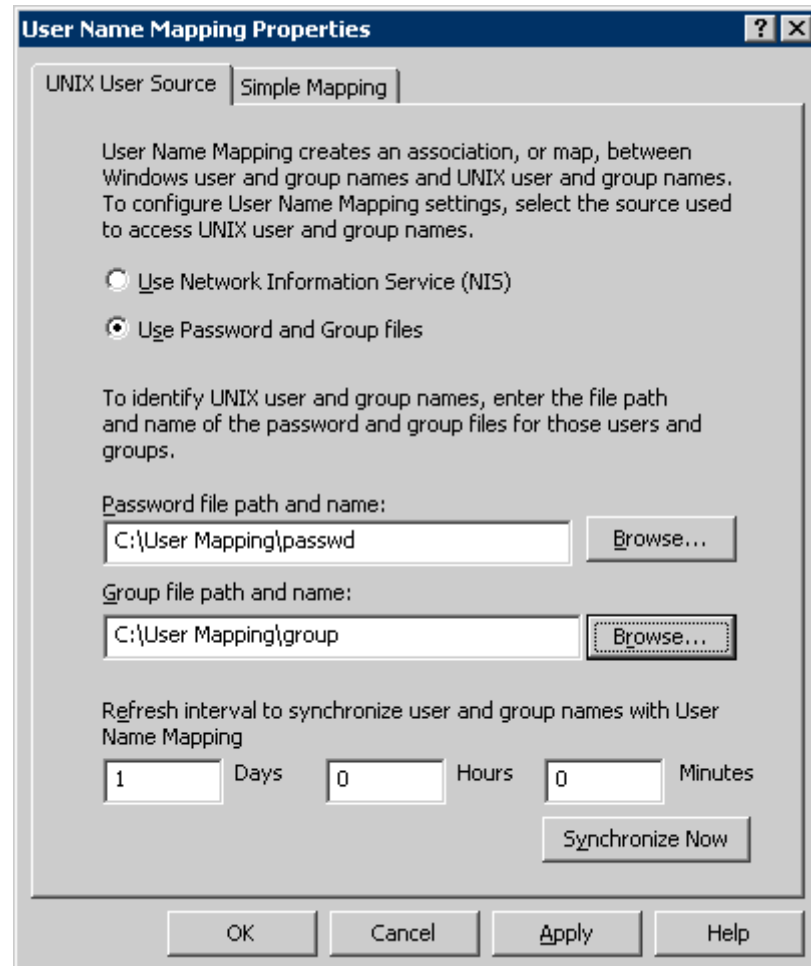 User Name Mapping Properties ? X
UNIX User Source Simple Mapping
User Name Mapping creates an association, or map, between
Windows user and group names and UNIX user and group names.
To configure User Name Mapping settings, select the source used
to access UNIX user and group names.
Use Network Information Service (NIS)
Use Password and Group files
To identify UNIX user and group names, enter the file path
and name of the password and group files for those users and
groups.
Password file path and name:
C:\User Mapping\passwd Browse...
Group file path and name:
C:\User Mapping\group Browse...
Refresh interval to synchronize user and group names with User
Name Mapping
1 Days 0 Hours 0 Minutes
Synchronize Now
OK Cancel Apply Help